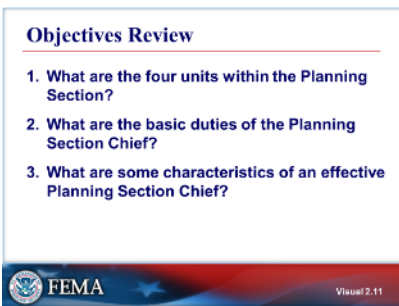 Objectives Review
1. What are the four units within the Planning
Section?
2. What are the basic duties of the Planning
Section Chief?
3. What are some characteristics of an effective
Planning Section Chief?
FEMA
Visual 2.11